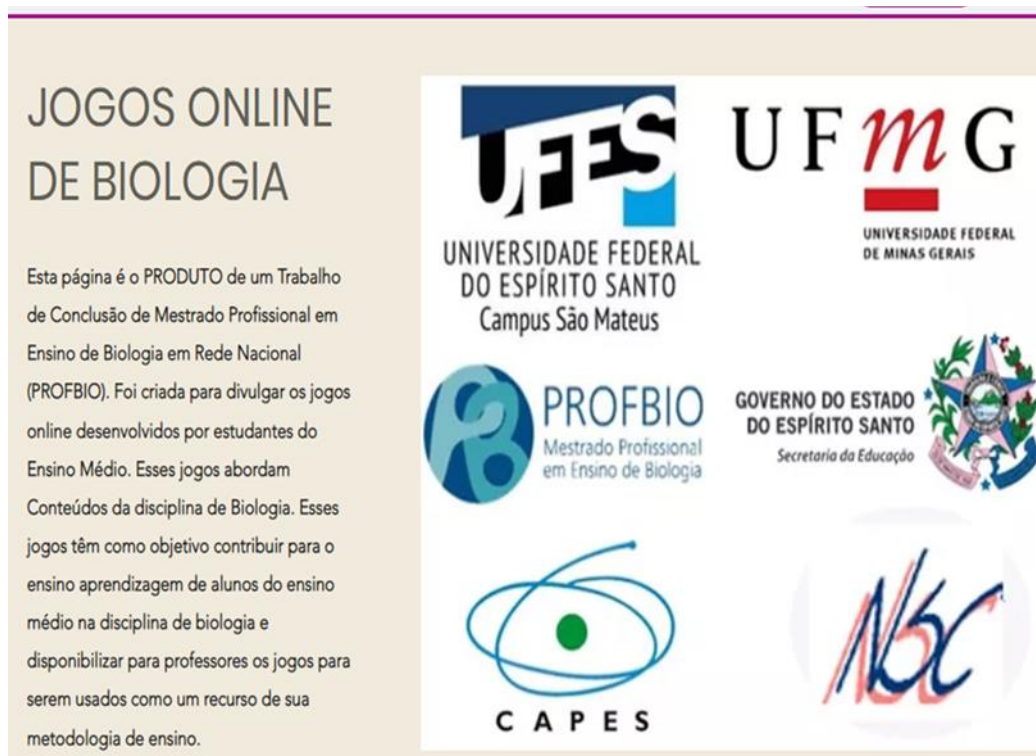 JOGOS ONLINE
DE BIOLOGIA
Esta página é o PRODUTO de um Trabalho
de Conclusão de Mestrado Profissional em
Ensino de Biologia em Rede Nacional
(PROFBIO). Foi criada para divulgar os jogos
online desenvolvidos por estudantes do
Ensino Médio. Esses jogos abordam
Conteúdos da disciplina de Biologia. Esses
jogos têm como objetivo contribuir para o
ensino aprendizagem de alunos do ensino
médio na disciplina de biologia e
disponibilizar para professores os jogos para
serem usados como um recurso de sua
metodologia de ensino.
UFES
UNIVERSIDADE FEDERAL
DO ESPÍRITO SANTO
Campus São Mateus
UFmG
UNIVERSIDADE FEDERAL
DE MINAS GERAIS
PROFBIO
Mestrado Profissional
em Ensino de Biologia
GOVERNO DO ESTADO
DO ESPÍRITO SANTO
Secretaria da Educação
CAPES